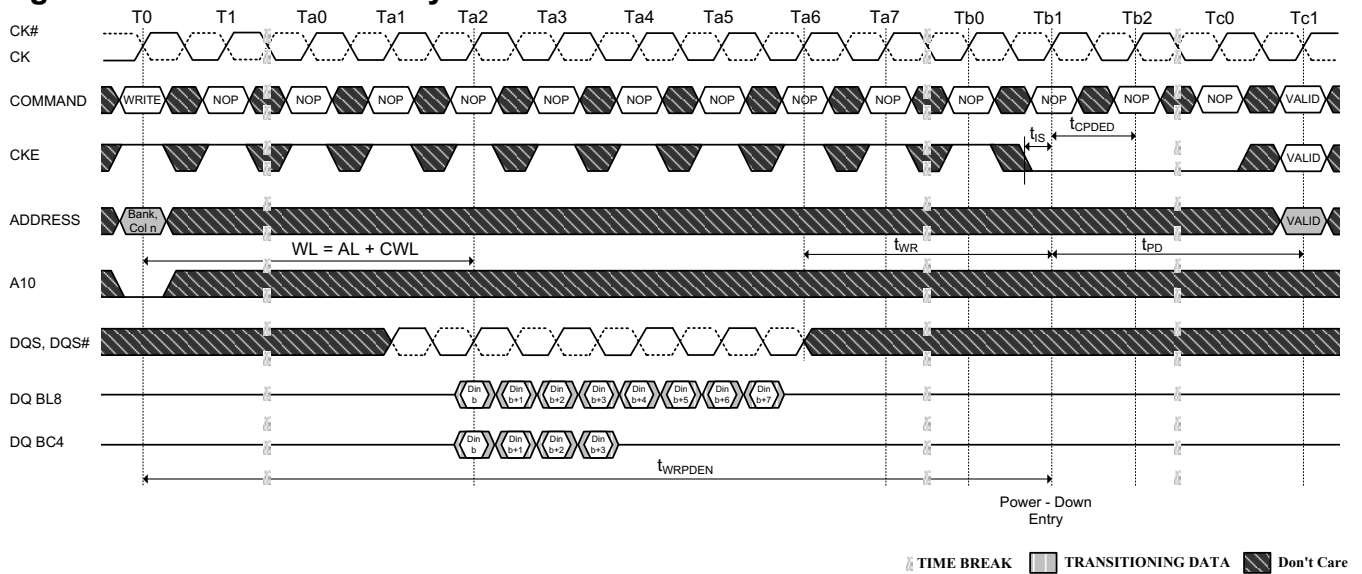 T0 T1 Ta0 Ta1 Ta2 Ta3 Ta4 Ta5 Ta6 Ta7 Tb0 Tb1 Tb2 Tc0 Tc1
CK#
CK
COMMAND WRITE NOP NOP NOP NOP NOP NOP NOP NOP NOP NOP NOP NOP NOP VALID
tIS tCPDED
CKE VALID
ADDRESS Bank, Col n VALID
WL = AL + CWL tWR tPD
A10
DQS, DQS#
DQ BL8 Din b Din b+1 Din b+2 Din b+3 Din b+4 Din b+5 Din b+6 Din b+7
DQ BC4 Din b Din b+1 Din b+2 Din b+3
tWRPDEN
Power - Down
Entry
TIME BREAK TRANSITIONING DATA Don't Care